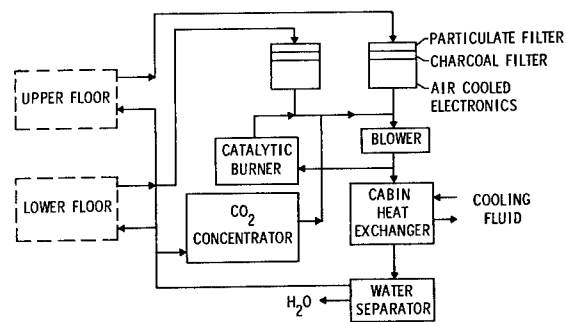 PARTICULATE FILTER
CHARCOAL FILTER
AIR COOLED
ELECTRONICS
UPPER FLOOR
BLOWER
CATALYTIC
BURNER
LOWER FLOOR
CO2
CONCENTRATOR
CABIN
HEAT
EXCHANGER
COOLING
FLUID
WATER
SEPARATOR
H2O